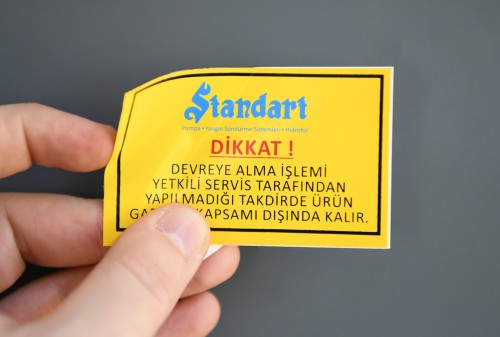 Standart
Pompa • Yangın Söndürme Sistemleri • Hidrofor
DİKKAT !
DEVREYE ALMA İŞLEMİ
YETKİLİ SERVİS TARAFINDAN
YAPILMADIĞI TAKDİRDE ÜRÜN
KAPSAMI DIŞINDA KALIR.